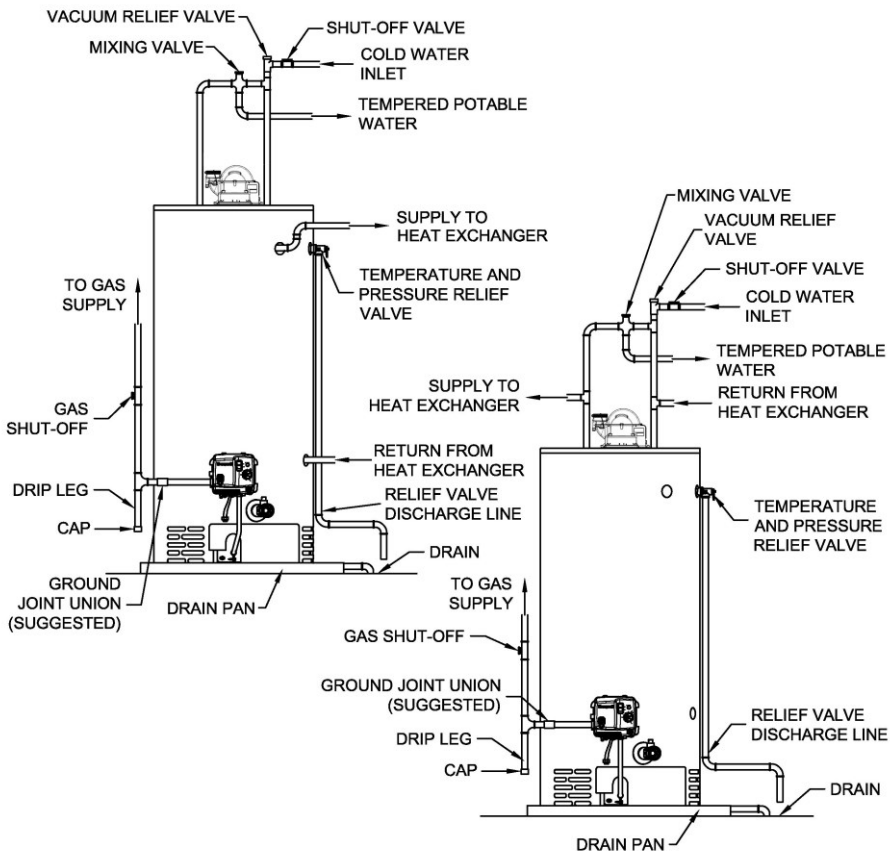 VACUUM RELIEF VALVE
SHUT-OFF VALVE
MIXING VALVE
COLD WATER
INLET
TEMPERED POTABLE
WATER
SUPPLY TO
HEAT EXCHANGER
TO GAS
SUPPLY
TEMPERATURE AND
PRESSURE RELIEF
VALVE
GAS
SHUT-OFF
RETURN FROM
HEAT EXCHANGER
DRIP LEG
RELIEF VALVE
DISCHARGE LINE
CAP
DRAIN
GROUND
JOINT UNION
(SUGGESTED)
DRAIN PAN
MIXING VALVE
VACUUM RELIEF
VALVE
SHUT-OFF VALVE
COLD WATER
INLET
TEMPERED POTABLE
WATER
SUPPLY TO
HEAT EXCHANGER
RETURN FROM
HEAT EXCHANGER
TEMPERATURE
AND PRESSURE
RELIEF VALVE
TO GAS
SUPPLY
GAS SHUT-OFF
GROUND JOINT UNION
(SUGGESTED)
DRIP LEG
RELIEF VALVE
DISCHARGE LINE
CAP
DRAIN
DRAIN PAN